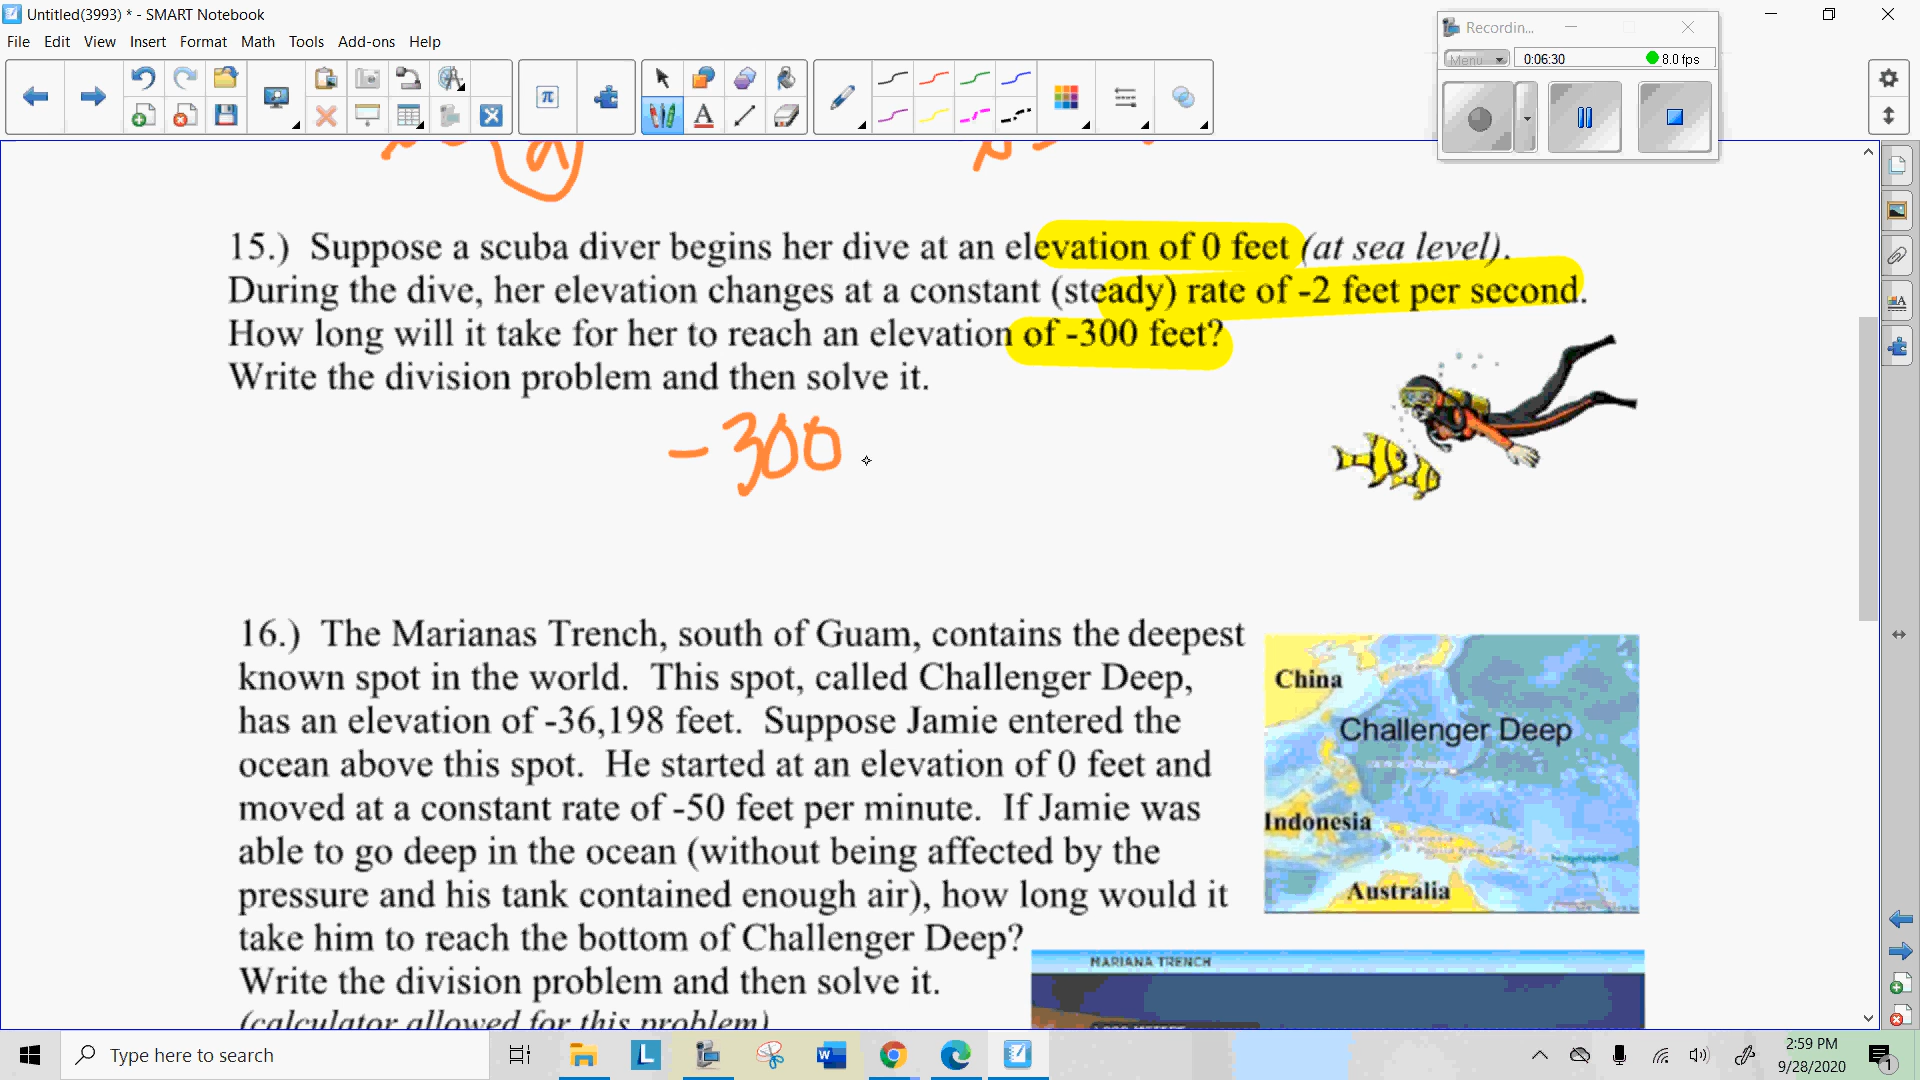 Untitled(3993) * - SMART Notebook
File Edit View Insert Format Math Tools Add-ons Help
Recordin...
Menu 0:06:30 8.0 fps
15.) Suppose a scuba diver begins her dive at an elevation of 0 feet (at sea level).
During the dive, her elevation changes at a constant (steady) rate of -2 feet per second.
How long will it take for her to reach an elevation of -300 feet?
Write the division problem and then solve it.
-300
16.) The Marianas Trench, south of Guam, contains the deepest
known spot in the world. This spot, called Challenger Deep,
has an elevation of -36,198 feet. Suppose Jamie entered the
ocean above this spot. He started at an elevation of 0 feet and
moved at a constant rate of -50 feet per minute. If Jamie was
able to go deep in the ocean (without being affected by the
pressure and his tank contained enough air), how long would it
take him to reach the bottom of Challenger Deep?
Write the division problem and then solve it.
(calculator allowed for this problem)
China
Challenger Deep
Indonesia
Australia
MARIANA TRENCH
Type here to search
2:59 PM
9/28/2020
1